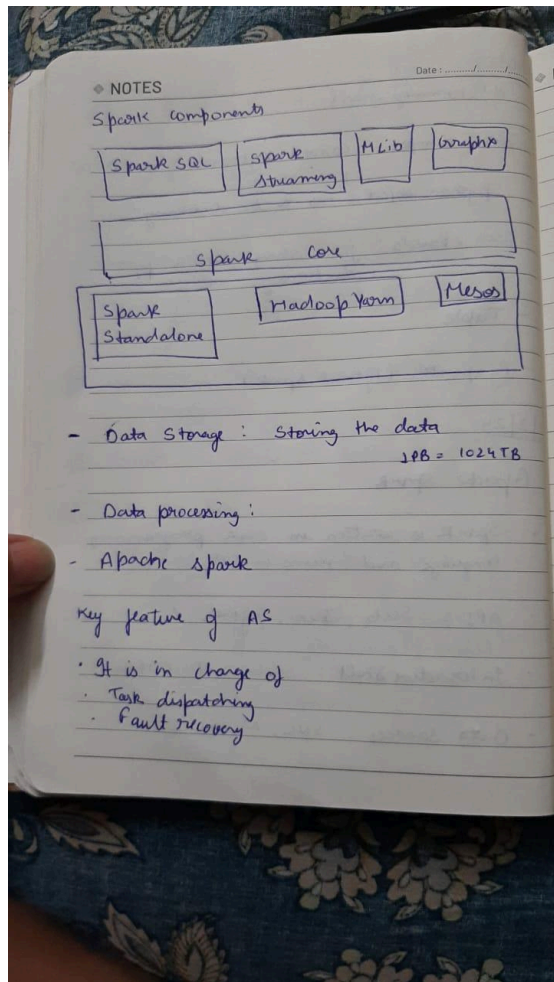 NOTES
Date :
Spark components
Spark SQL
Spark
Streaming
MLib
Graphx
Spark Core
Spark
Standalone
Hadoop Yarn
Mesos
- Data Storage : Storing the data
1PB = 1024TB
- Data processing :
- Apache spark
Key feature of AS
· It is in charge of
· Task dispatching
· Fault recovery